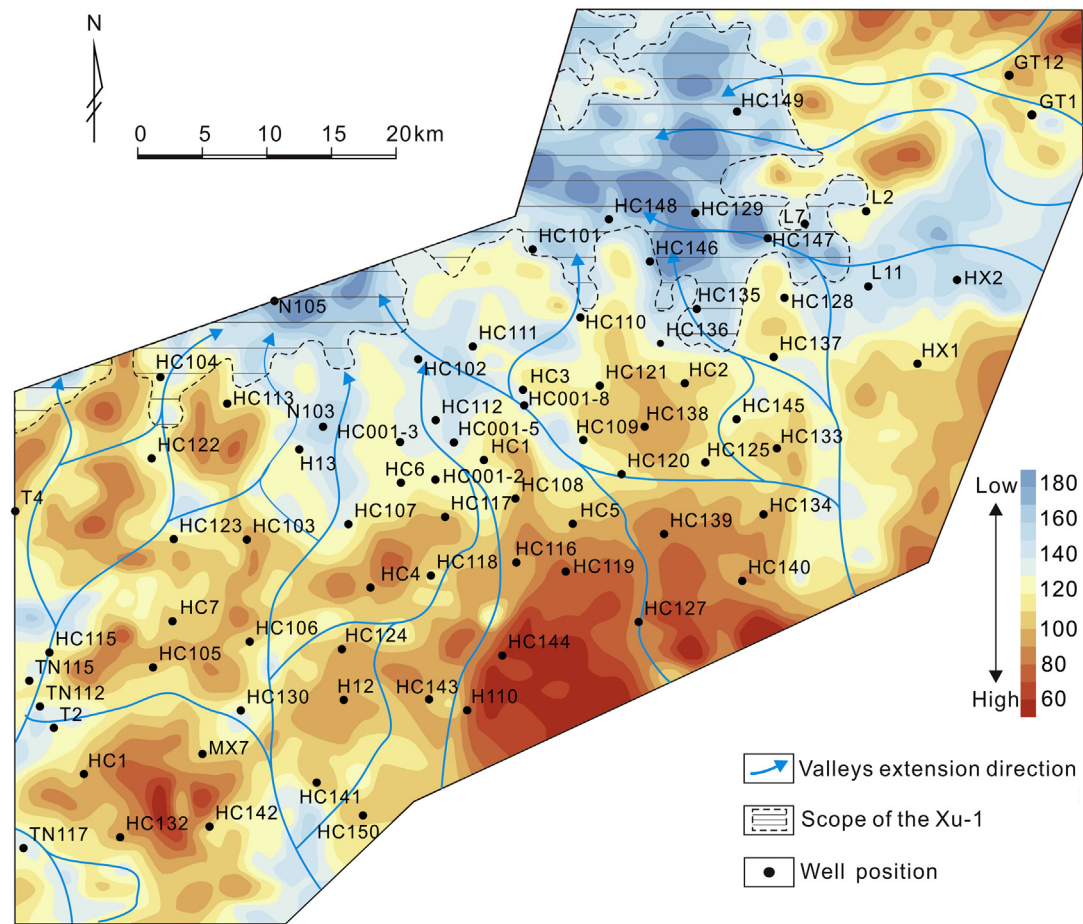 N
0
5
10
15
20 km
GT12
GT1
HC149
L2
HC148
HC129
L7
HC101
HC147
HC146
L11
HX2
N105
HC135
HC128
HC110
HC136
HC111
HC104
HC102
HC137
HX1
HC3
HC121
HC2
HC113
HC001-8
N103
HC112
HC138
HC145
HC122
HC001-3
HC001-5
HC109
HC133
H13
HC1
HC125
HC6
HC001-2
HC120
T4
HC117
HC108
HC123
HC103
HC107
HC5
HC139
HC134
HC118
HC116
HC119
HC4
HC140
HC7
HC127
HC115
HC106
HC124
HC144
TN115
HC105
TN112
HC130
H12
HC143
H110
T2
MX7
HC1
HC141
HC142
HC132
HC150
TN117
Low
High
180
160
140
120
100
80
60
Valleys extension direction
Scope of the Xu-1
Well position